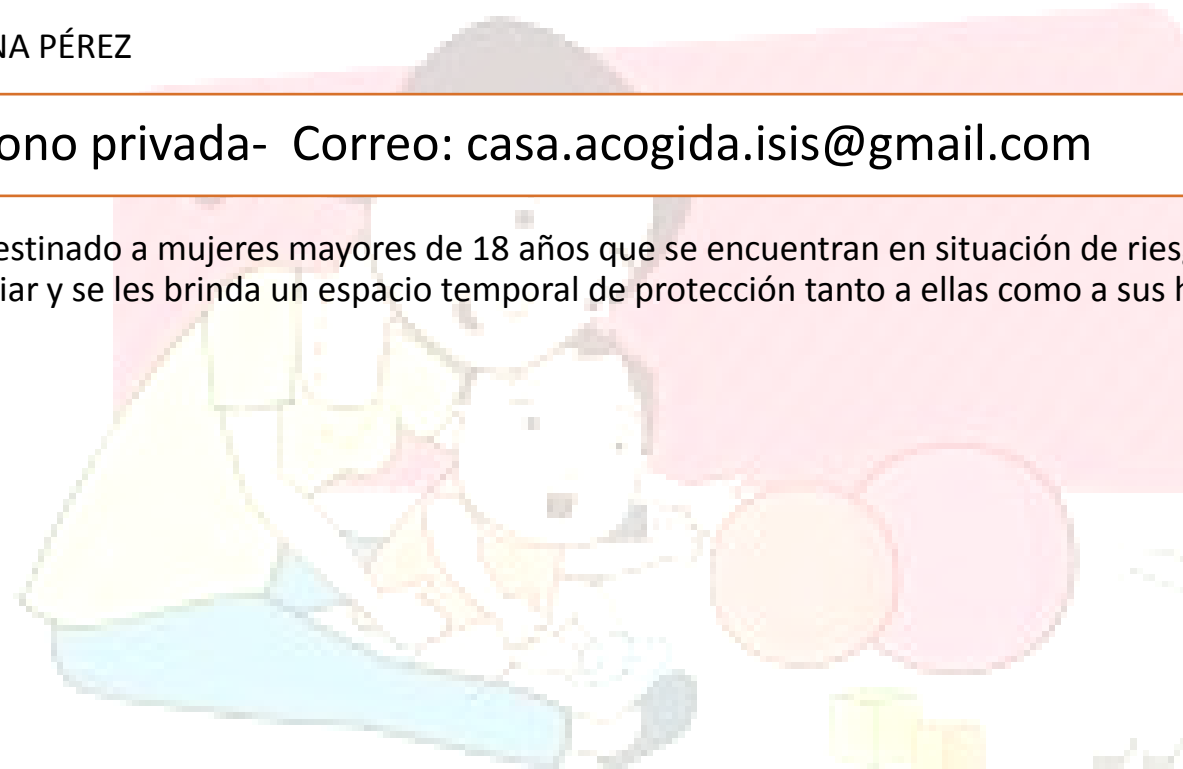 NA PÉREZ
ono privada- Correo: casa.acogida.isis@gmail.com
estinado a mujeres mayores de 18 años que se encuentran en situación de ries
iar y se les brinda un espacio temporal de protección tanto a ellas como a sus h